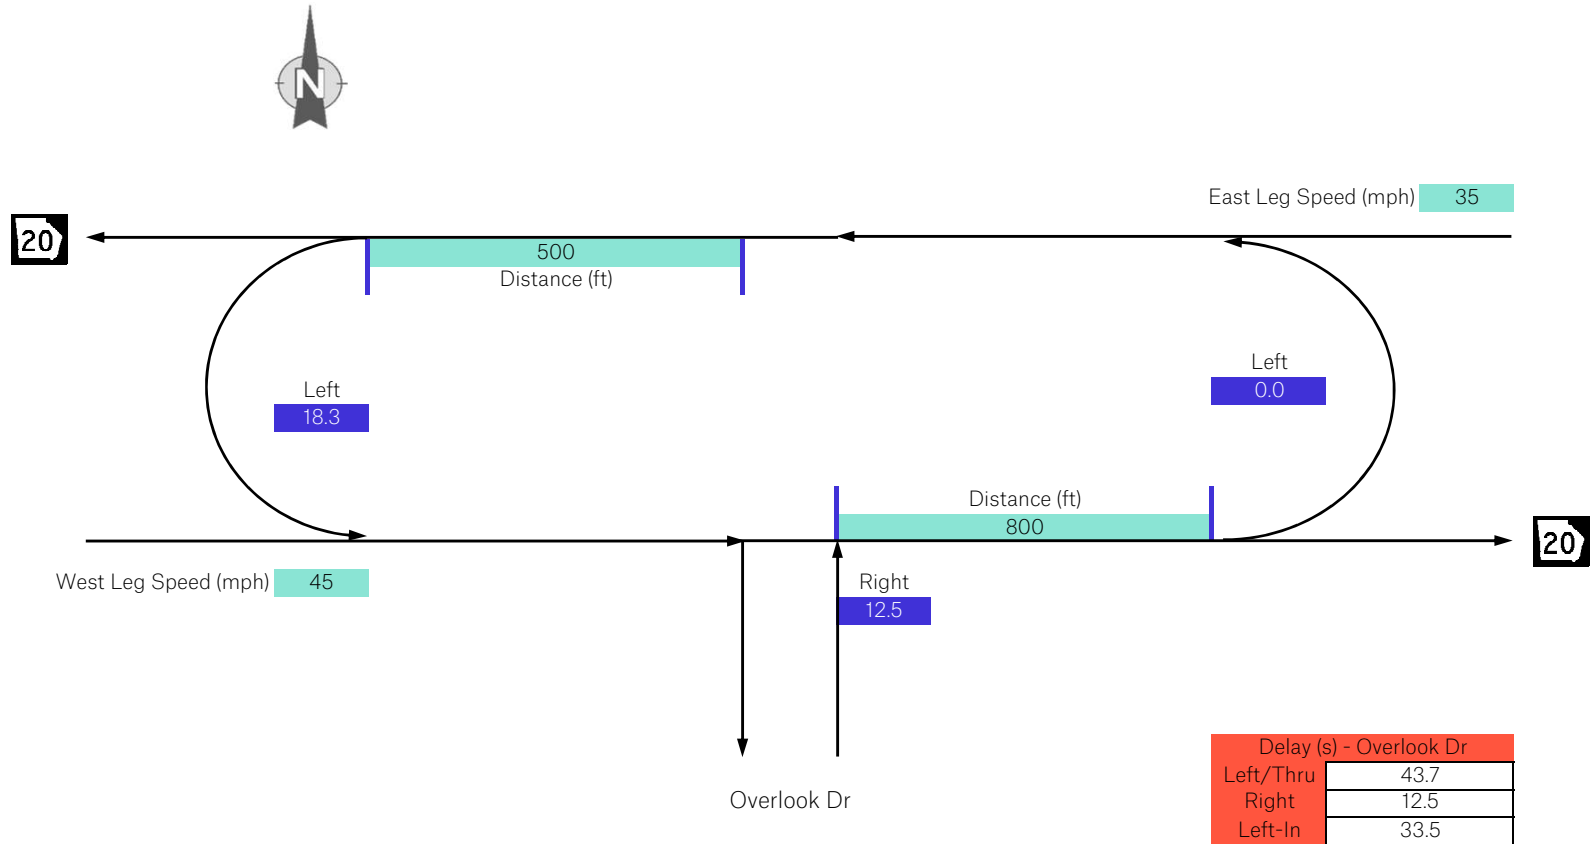 N
East Leg Speed (mph) 35
20
500
Distance (ft)
Left
18.3
Left
0.0
Distance (ft)
800
20
West Leg Speed (mph) 45
Right
12.5
Delay (s) - Overlook Dr
Left/Thru 43.7
Right 12.5
Left-In 33.5
Overlook Dr